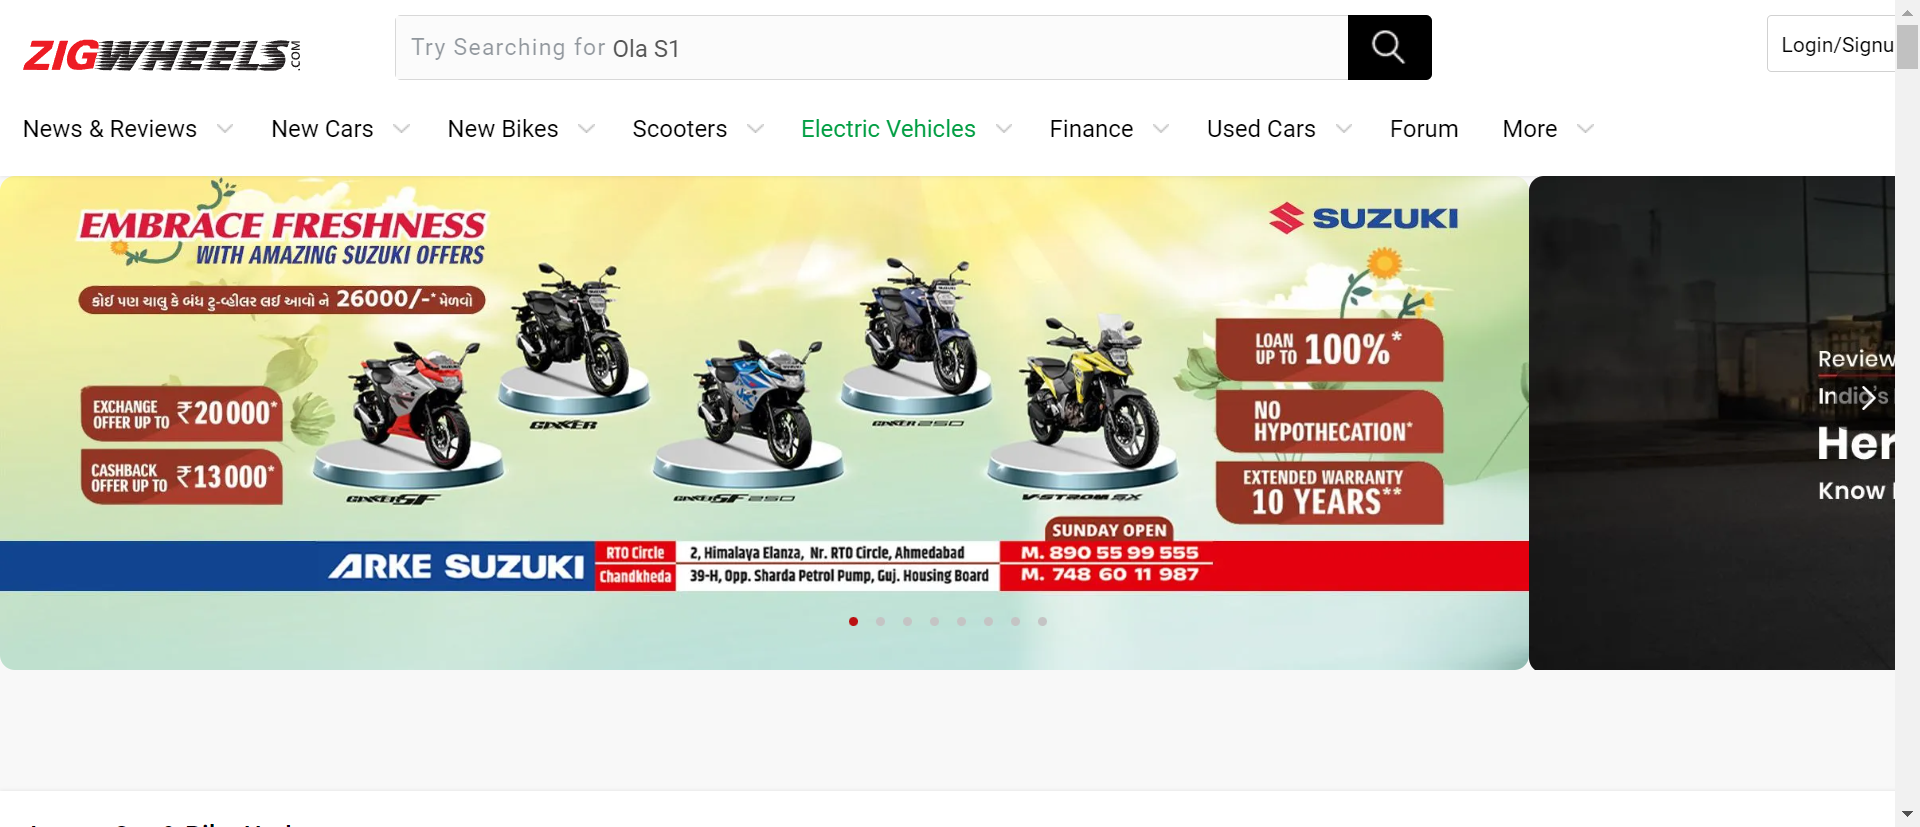 ZIGWHEELS.COM
Try Searching for Ola S1
Login/Signu
News & Reviews
New Cars
New Bikes
Scooters
Electric Vehicles
Finance
Used Cars
Forum
More
EMBRACE FRESHNESS
WITH AMAZING SUZUKI OFFERS
કોઈ પણ ચાલુ કે બંધ ટુ-વ્હીલર લઈ આવો ને 26000/-* મેળવો
EXCHANGE
OFFER UP TO ₹20000*
CASHBACK
OFFER UP TO ₹13000*
GIXXER SF
GIXXER
GIXXER SF 250
GIXXER 250
V-STROM SX
SUZUKI
LOAN
UP TO 100%*
NO
HYPOTHECATION*
EXTENDED WARRANTY
10 YEARS**
SUNDAY OPEN
ARKE SUZUKI
RTO Circle
2, Himalaya Elanza, Nr. RTO Circle, Ahmedabad
M. 890 55 99 555
Chandkheda
39-H, Opp. Sharda Petrol Pump, Guj. Housing Board
M. 748 60 11 987
Review
India's
Her
Know